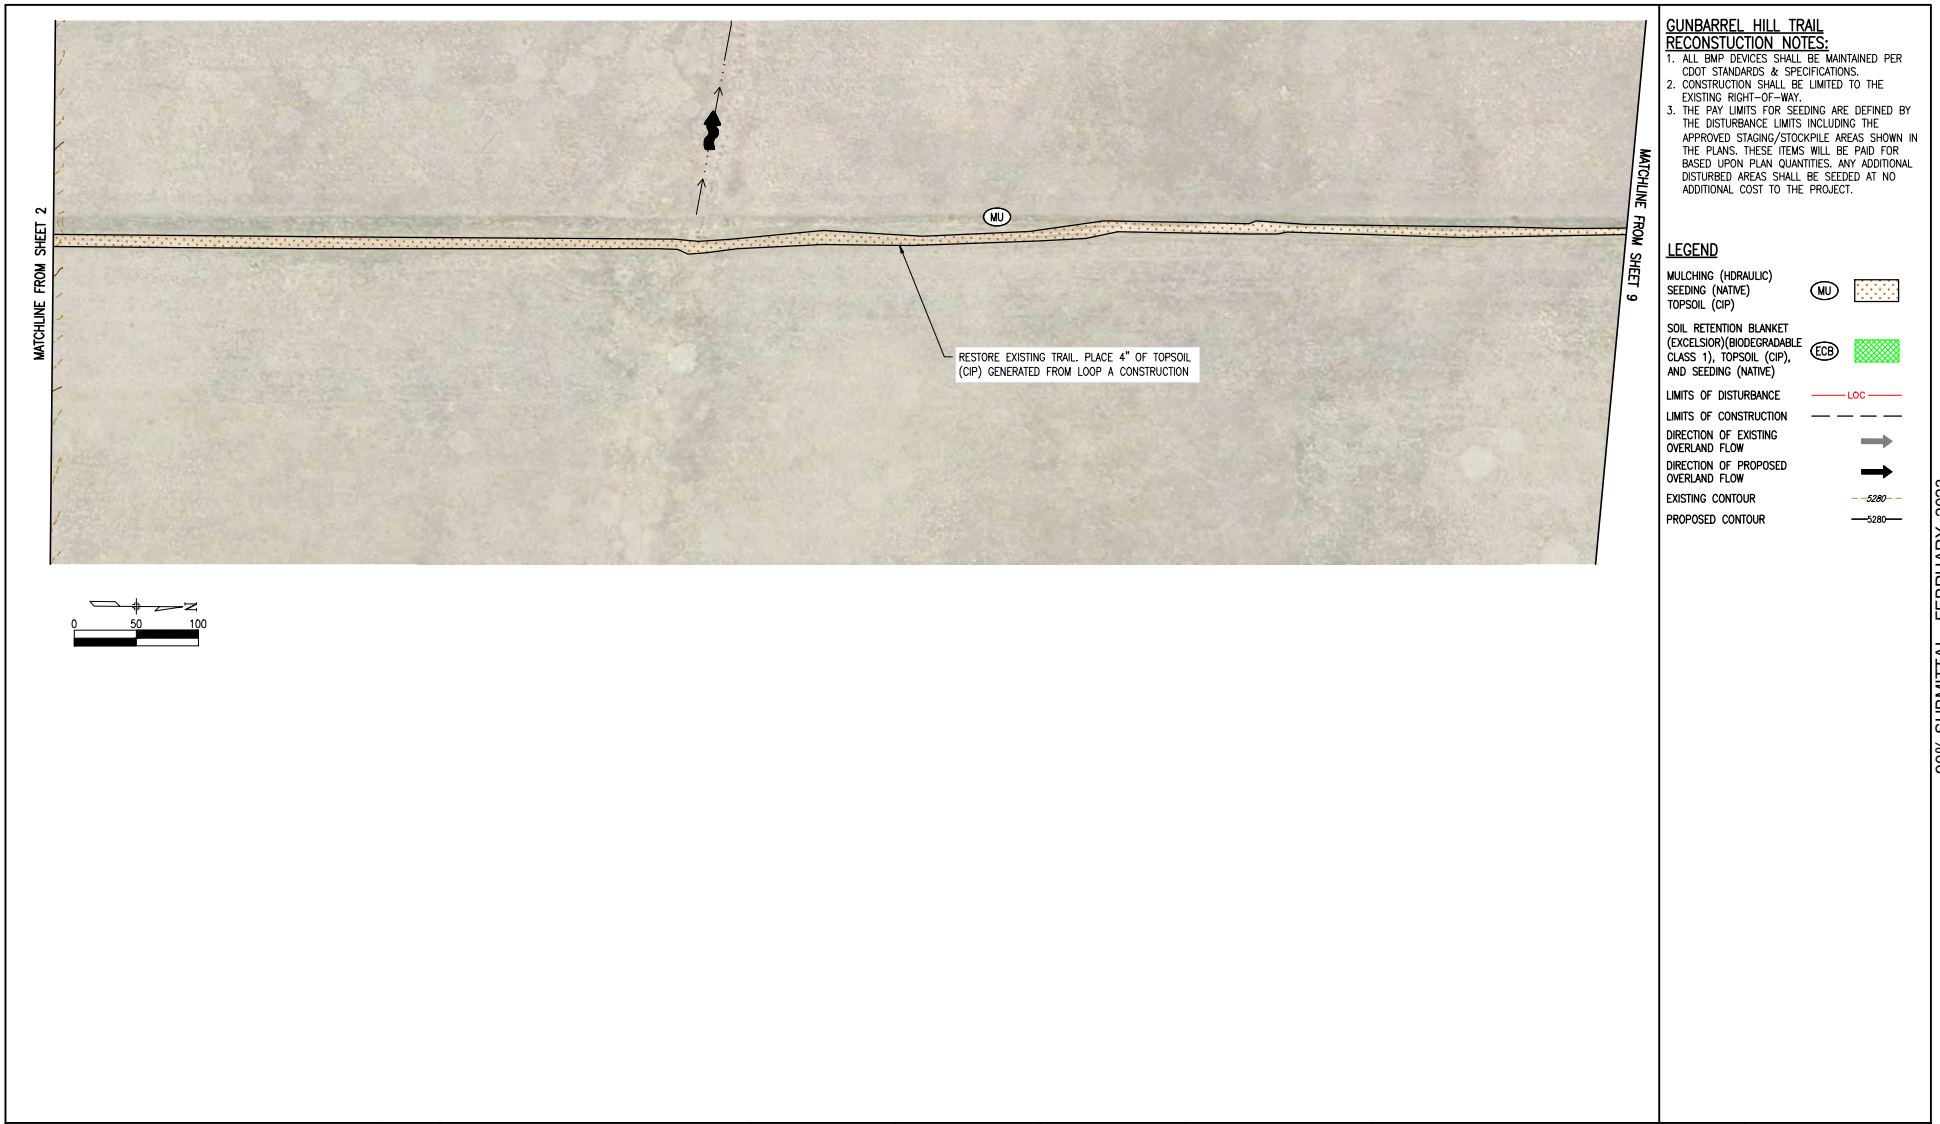 MATCHLINE FROM SHEET 2
MU
RESTORE EXISTING TRAIL. PLACE 4" OF TOPSOIL
(CIP) GENERATED FROM LOOP A CONSTRUCTION
MATCHLINE FROM SHEET 9
N
0 50 100
GUNBARREL HILL TRAIL
RECONSTUCTION NOTES:
1. ALL BMP DEVICES SHALL BE MAINTAINED PER
CDOT STANDARDS & SPECIFICATIONS.
2. CONSTRUCTION SHALL BE LIMITED TO THE
EXISTING RIGHT-OF-WAY.
3. THE PAY LIMITS FOR SEEDING ARE DEFINED BY
THE DISTURBANCE LIMITS INCLUDING THE
APPROVED STAGING/STOCKPILE AREAS SHOWN IN
THE PLANS. THESE ITEMS WILL BE PAID FOR
BASED UPON PLAN QUANTITIES. ANY ADDITIONAL
DISTURBED AREAS SHALL BE SEEDED AT NO
ADDITIONAL COST TO THE PROJECT.
LEGEND
MULCHING (HDRAULIC)
SEEDING (NATIVE)
TOPSOIL (CIP)
MU
SOIL RETENTION BLANKET
(EXCELSIOR)(BIODEGRADABLE
CLASS 1), TOPSOIL (CIP),
AND SEEDING (NATIVE)
ECB
LIMITS OF DISTURBANCE
LOC
LIMITS OF CONSTRUCTION
DIRECTION OF EXISTING
OVERLAND FLOW
DIRECTION OF PROPOSED
OVERLAND FLOW
EXISTING CONTOUR
5280
PROPOSED CONTOUR
5280
SUBMITTAL FEBRUARY